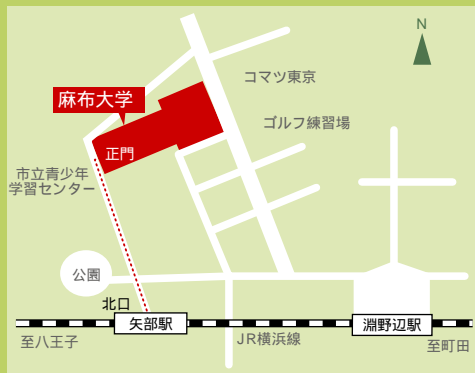 N
コマツ東京
麻布大学
ゴルフ練習場
正門
市立青少年
学習センター
公園
北口
矢部駅
淵野辺駅
至八王子
JR横浜線
至町田